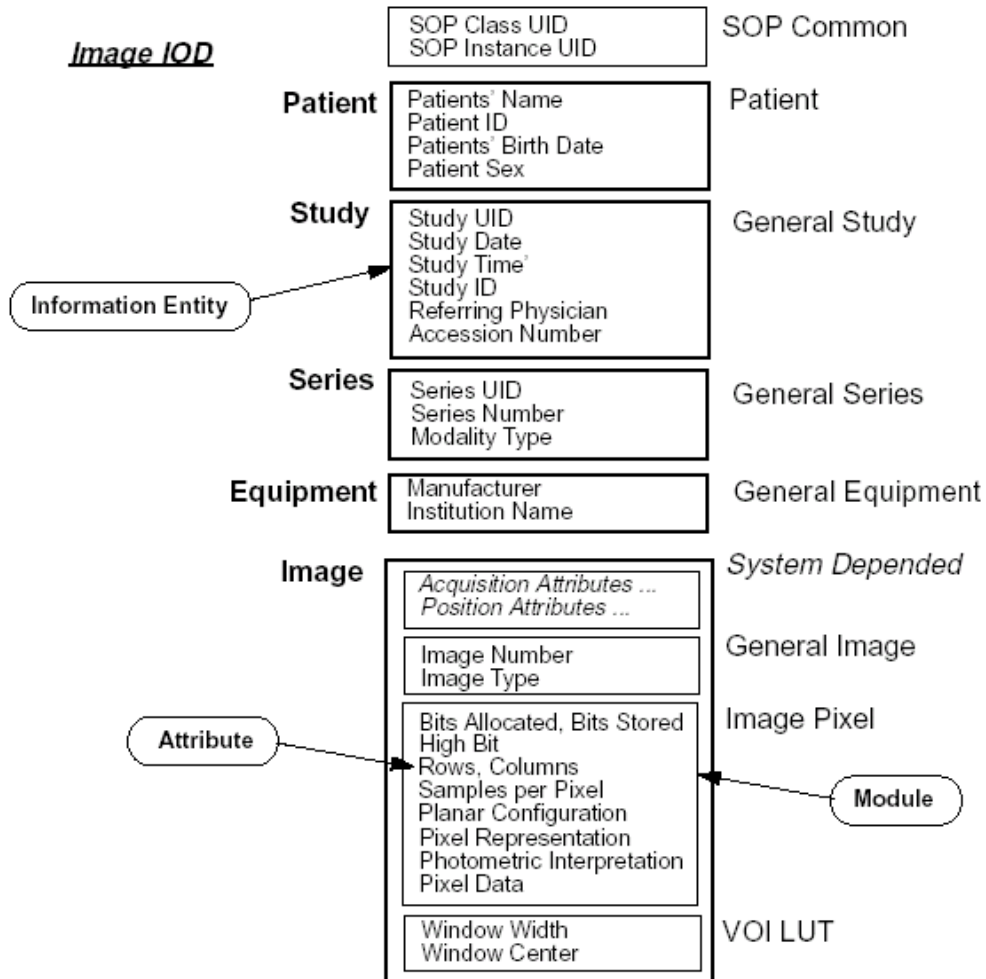 Image IOD
SOP Class UID
SOP Instance UID
SOP Common
Patient
Patients' Name
Patient ID
Patients' Birth Date
Patient Sex
Patient
Study
Study UID
Study Date
Study Time'
Study ID
Referring Physician
Accession Number
General Study
Information Entity
Series
Series UID
Series Number
Modality Type
General Series
Equipment
Manufacturer
Institution Name
General Equipment
Image
Acquisition Attributes ...
Position Attributes ...
System Depended
Image Number
Image Type
General Image
Bits Allocated, Bits Stored
High Bit
Rows, Columns
Samples per Pixel
Planar Configuration
Pixel Representation
Photometric Interpretation
Pixel Data
Image Pixel
Attribute
Module
Window Width
Window Center
VOI LUT